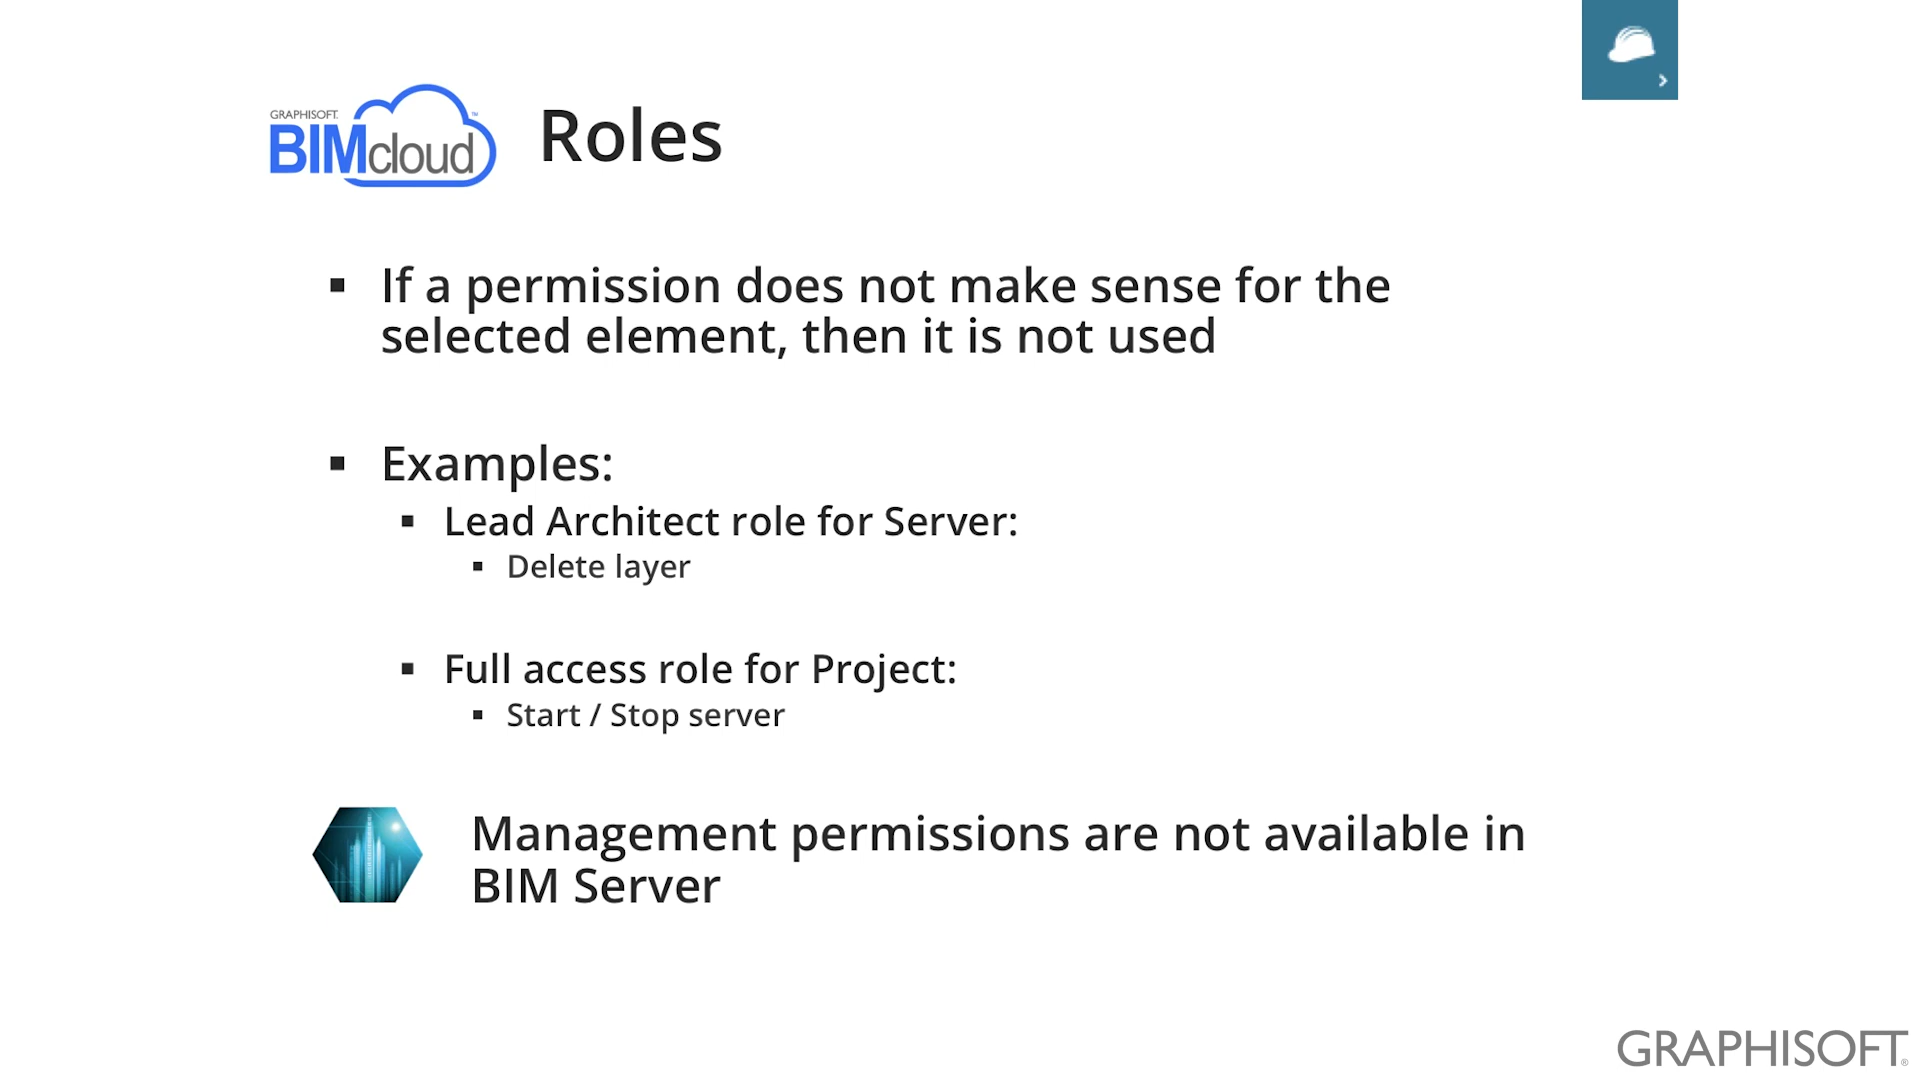 GRAPHISOFT.
BIMcloud™
Roles
▪ If a permission does not make sense for the
selected element, then it is not used
▪ Examples:
▪ Lead Architect role for Server:
▪ Delete layer
▪ Full access role for Project:
▪ Start / Stop server
Management permissions are not available in
BIM Server
GRAPHISOFT®